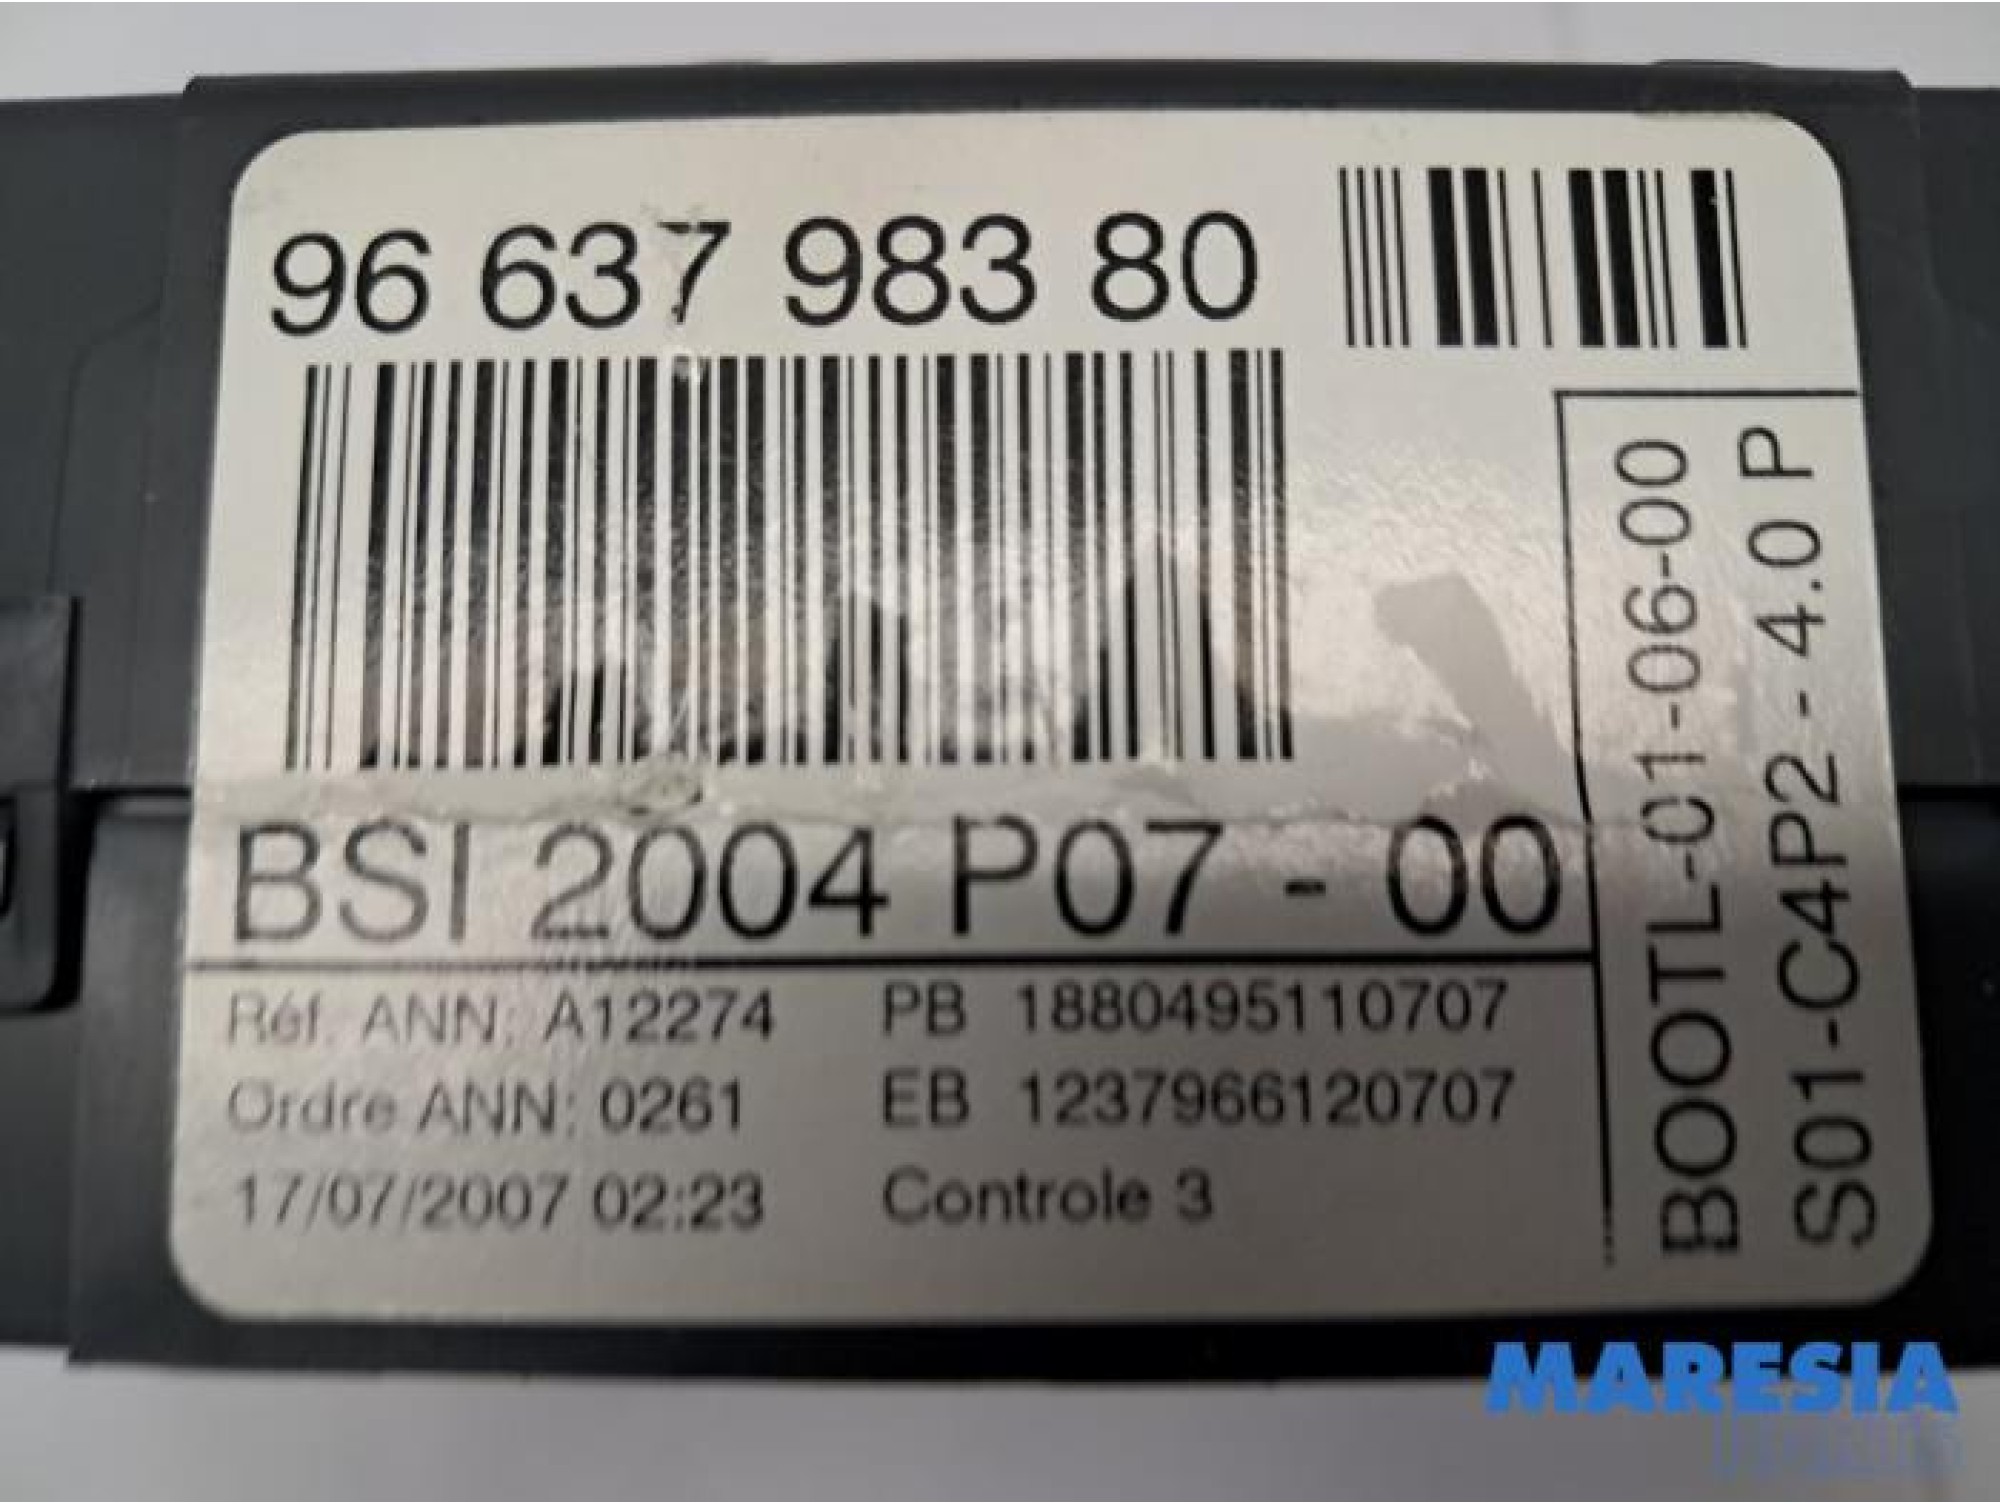 96 637 983 80
BSI 2004 P07 - 00
Réf. ANN; A12274
PB 1880495110707
Ordre ANN; 0261
EB 1237966120707
17/07/2007 02:23
Controle 3
BOOTL-01-06-00
S01-C4P2 - 4.0 P
MARESIA